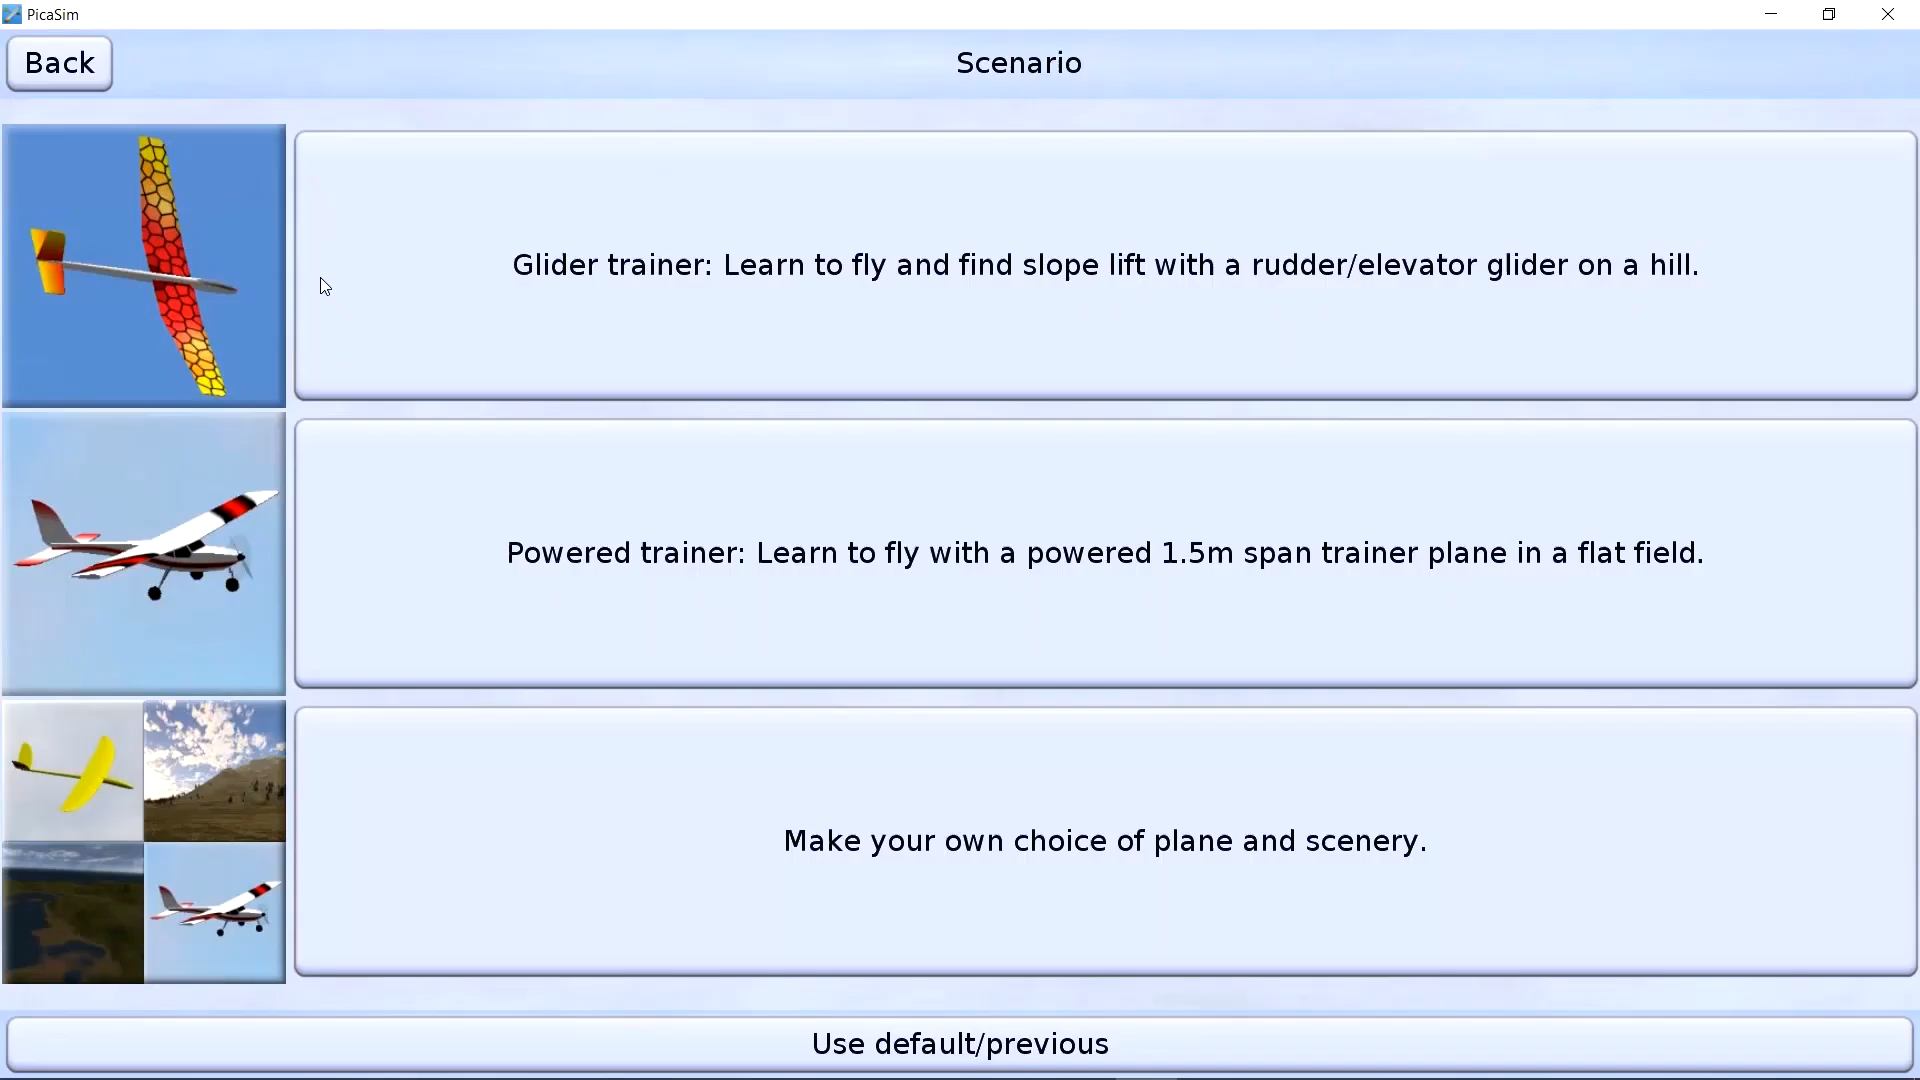 PicaSim
Back
Scenario
Glider trainer: Learn to fly and find slope lift with a rudder/elevator glider on a hill.
Powered trainer: Learn to fly with a powered 1.5m span trainer plane in a flat field.
Make your own choice of plane and scenery.
Use default/previous